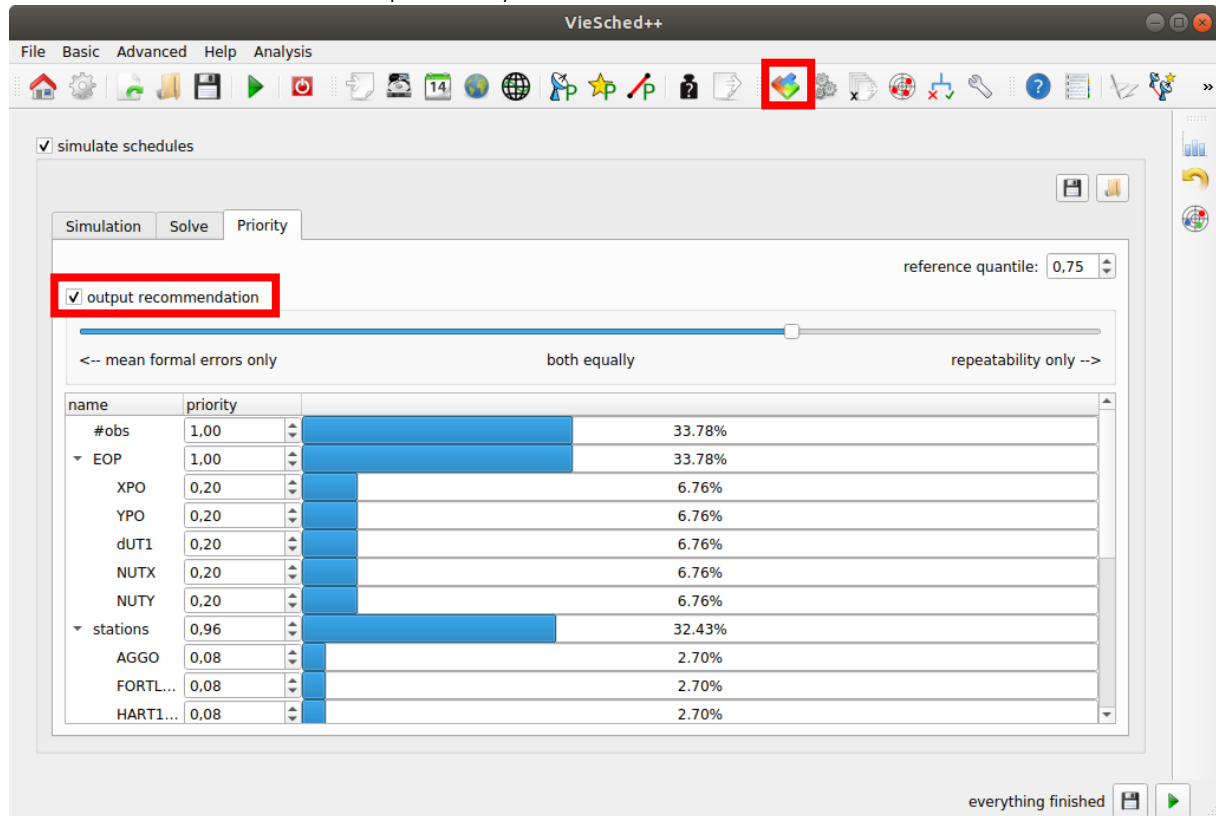 VieSched++
File Basic Advanced Help Analysis
14 P P P ? ? »
simulate schedules
Simulation Solve Priority
reference quantile: 0,75
output recommendation
<-- mean formal errors only both equally repeatability only -->
name priority
#obs 1,00 33.78%
EOP 1,00 33.78%
XPO 0,20 6.76%
YPO 0,20 6.76%
dUT1 0,20 6.76%
NUTX 0,20 6.76%
NUTY 0,20 6.76%
stations 0,96 32.43%
AGGO 0,08 2.70%
FORTL... 0,08 2.70%
HART1... 0,08 2.70%
everything finished